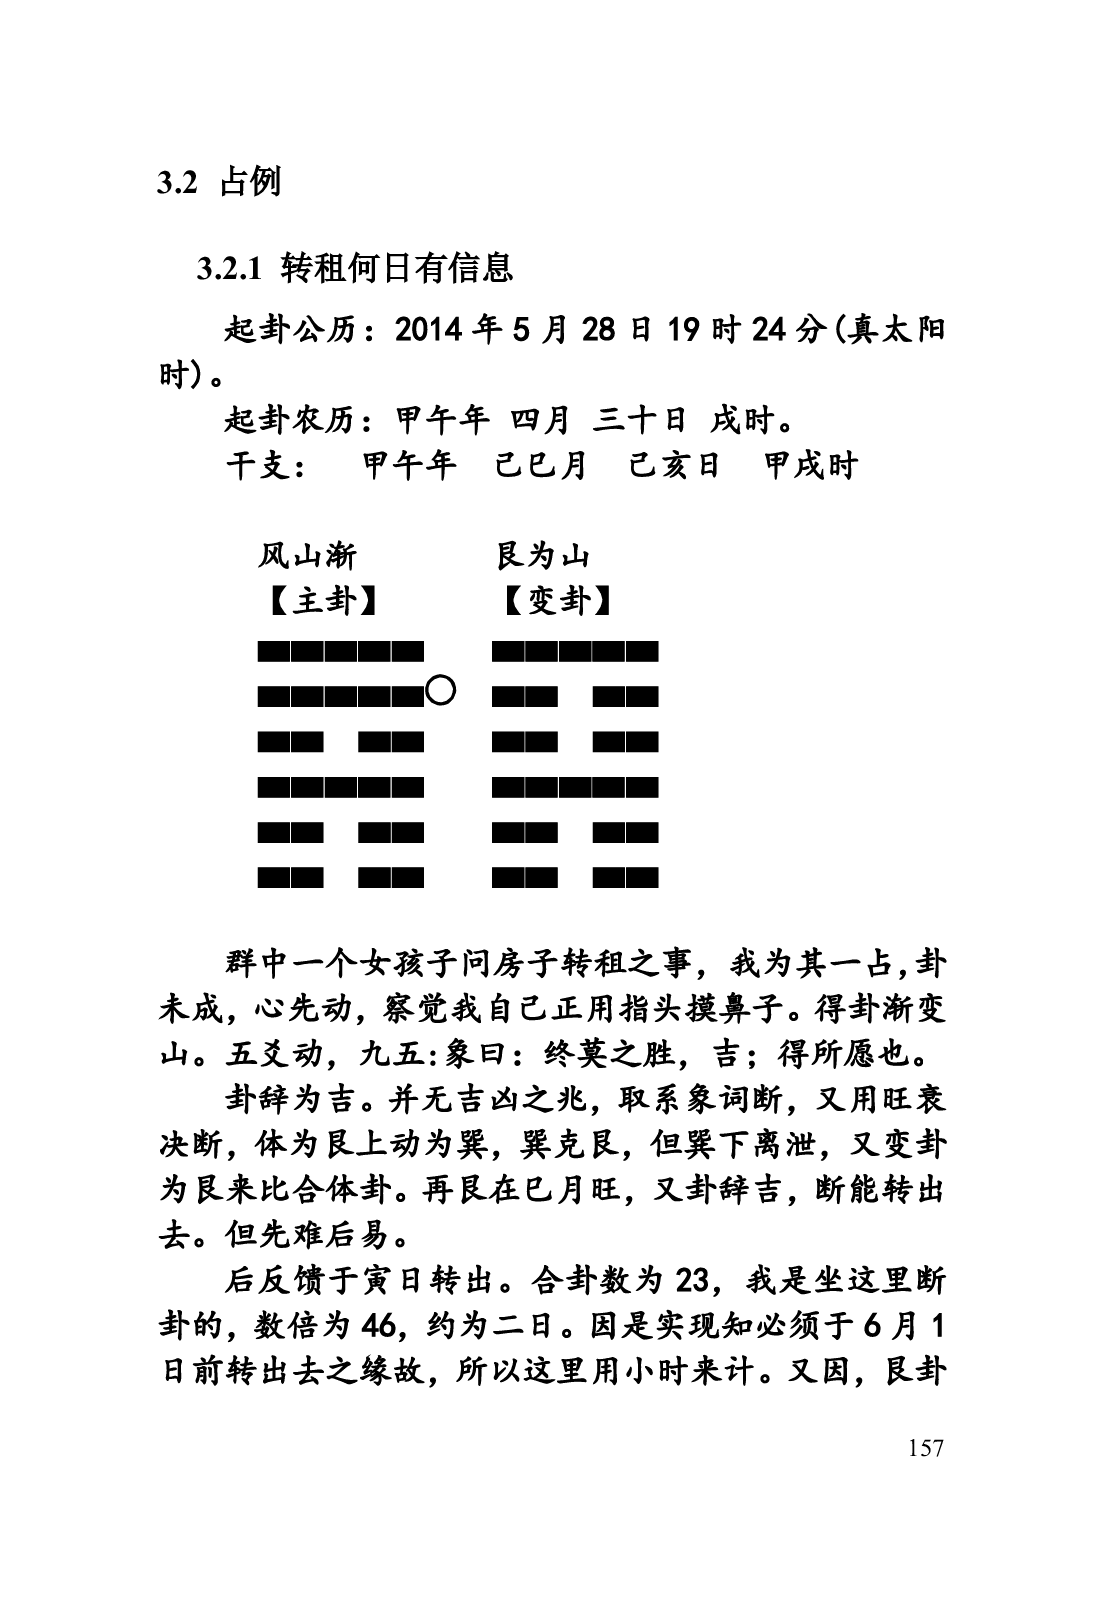 3.2 占例
3.2.1 转租何日有信息
起卦公历：2014 年 5 月 28 日 19 时 24 分(真太阳
时)。
起卦农历：甲午年 四月 三十日 戌时。
干支： 甲午年 己巳月 己亥日 甲戌时
风山渐 艮为山
【主卦】 【变卦】
群中一个女孩子问房子转租之事，我为其一占，卦
未成，心先动，察觉我自己正用指头摸鼻子。得卦渐变
山。五爻动，九五：象曰：终莫之胜，吉；得所愿也。
卦辞为吉。并无吉凶之兆，取系象词断，又用旺衰
决断，体为艮上动为巽，巽克艮，但巽下离泄，又变卦
为艮来比合体卦。再艮在巳月旺，又卦辞吉，断能转出
去。但先难后易。
后反馈于寅日转出。合卦数为 23，我是坐这里断
卦的，数倍为 46，约为二日。因是实现知必须于 6 月 1
日前转出去之缘故，所以这里用小时来计。又因，艮卦
157